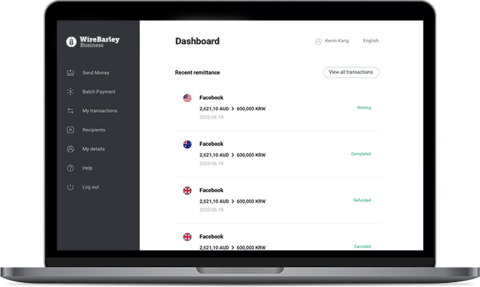 WireBarley
Business
Send Money
Batch Payment
My transactions
Recipients
My details
Help
Log out
Dashboard
Kevin Kang English
Recent remittance
View all transactions
Facebook
2,621,10 AUD > 600,000 KRW
2020.06.19
Waiting
Facebook
2,621,10 AUD > 600,000 KRW
2020.06.19
Completed
Facebook
2,621,10 AUD > 600,000 KRW
2020.06.19
Refunded
Facebook
2,621,10 AUD > 600,000 KRW
Canceled